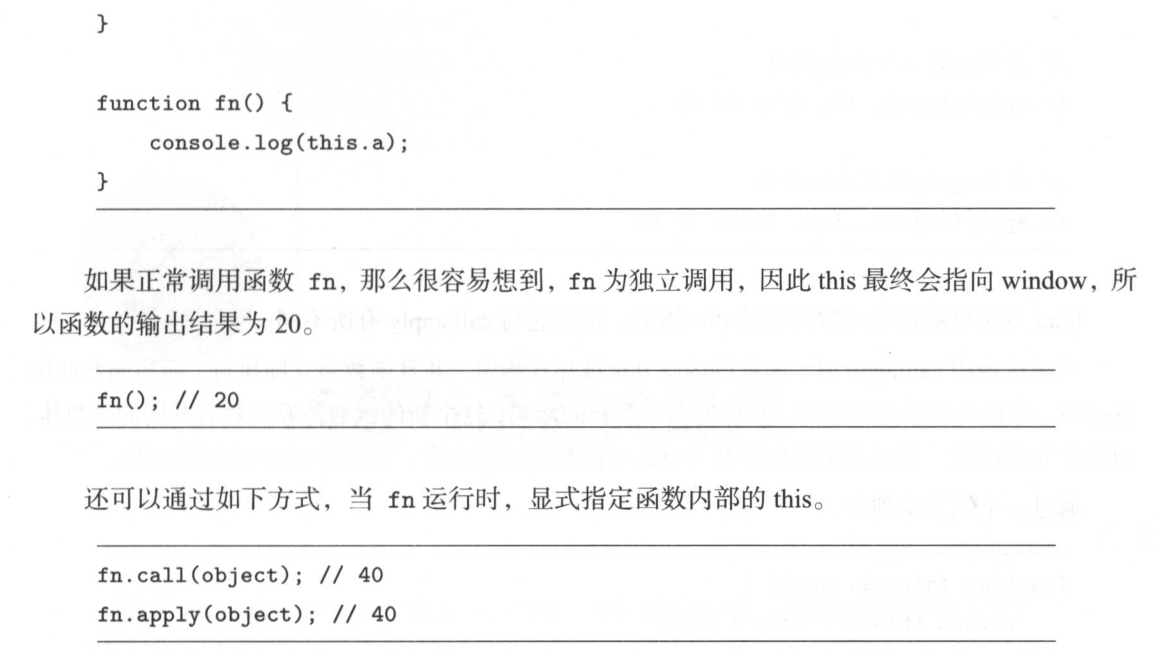 }
function fn() {
    console.log(this.a);
}
如果正常调用函数 fn，那么很容易想到，fn 为独立调用，因此 this 最终会指向 window，所
以函数的输出结果为 20。
fn(); // 20
还可以通过如下方式，当 fn 运行时，显式指定函数内部的 this。
fn.call(object); // 40
fn.apply(object); // 40